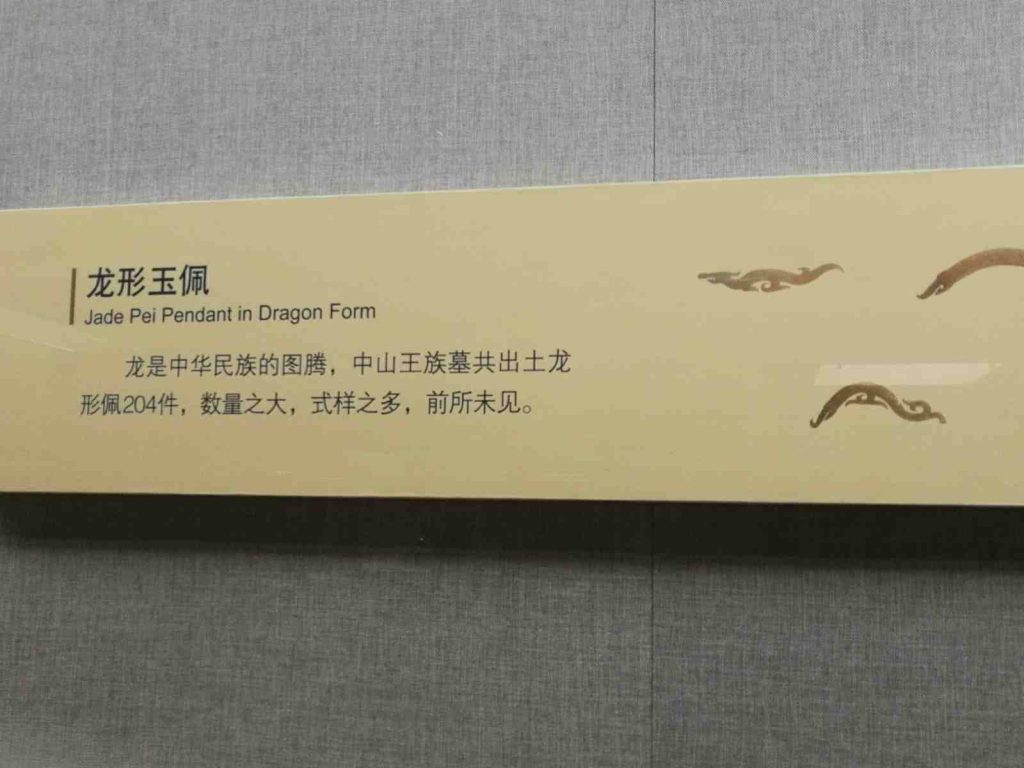 龙形玉佩
Jade Pei Pendant in Dragon Form
龙是中华民族的图腾，中山王族墓共出土龙
形佩204件，数量之大，式样之多，前所未见。